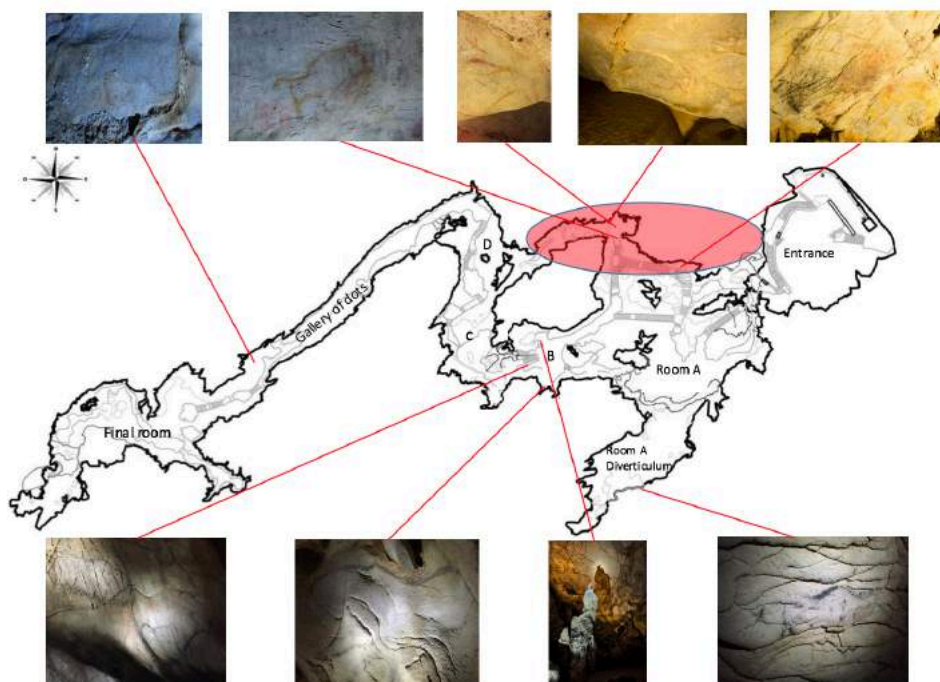 Entrance
D
Gallery of dots
C
B
Room A
Final room
Room A
Diverticulum